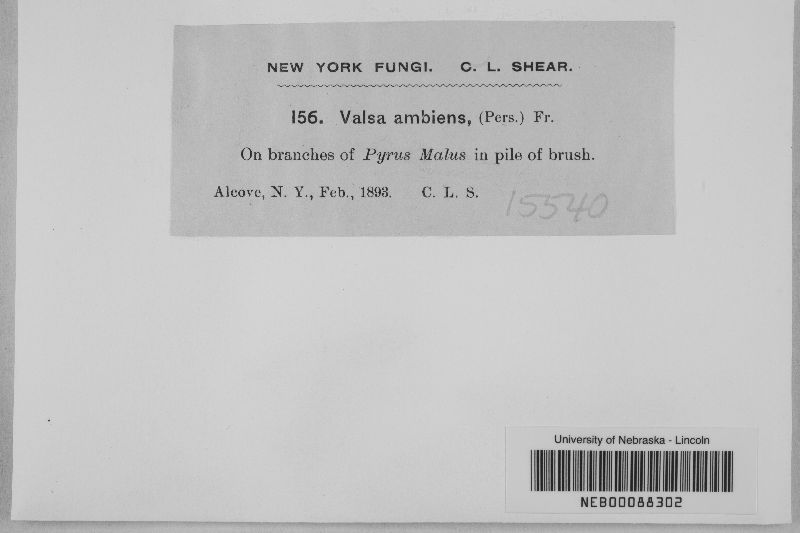 NEW YORK FUNGI. C. L. SHEAR.
156. Valsa ambiens, (Pers.) Fr.
On branches of Pyrus Malus in pile of brush.
Alcove, N. Y., Feb., 1893. C. L. S.
15540
University of Nebraska - Lincoln
NEB00088302